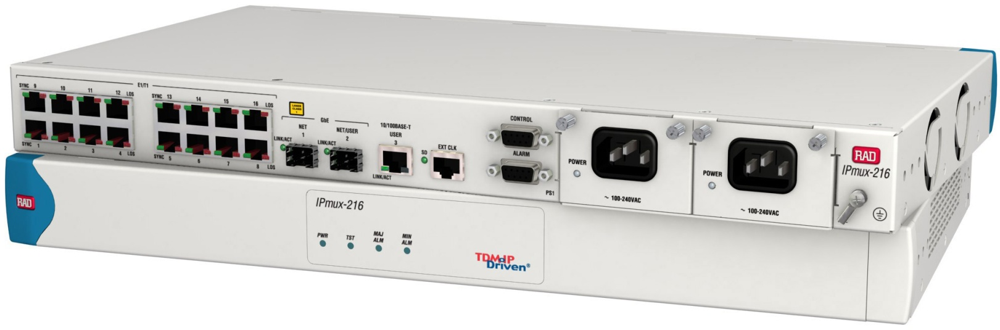 E1/T1
SYNC 9 10 11 12 LOS
SYNC 13 14 15 16 LOS
SYNC 1 2 3 4 LOS
SYNC 5 6 7 8 LOS
LASER
CLASS
1
GbE
NET
1
LINK/ACT
NET/USER
2
LINK/ACT
10/100BASE-T
USER
3
LINK/ACT
EXT CLK
SD
CONTROL
ALARM
PS1
POWER
~ 100-240VAC
POWER
~ 100-240VAC
RAD
IPmux-216
RAD
IPmux-216
PWR
TST
MAJ
ALM
MIN
ALM
TDMoIP
Driven®